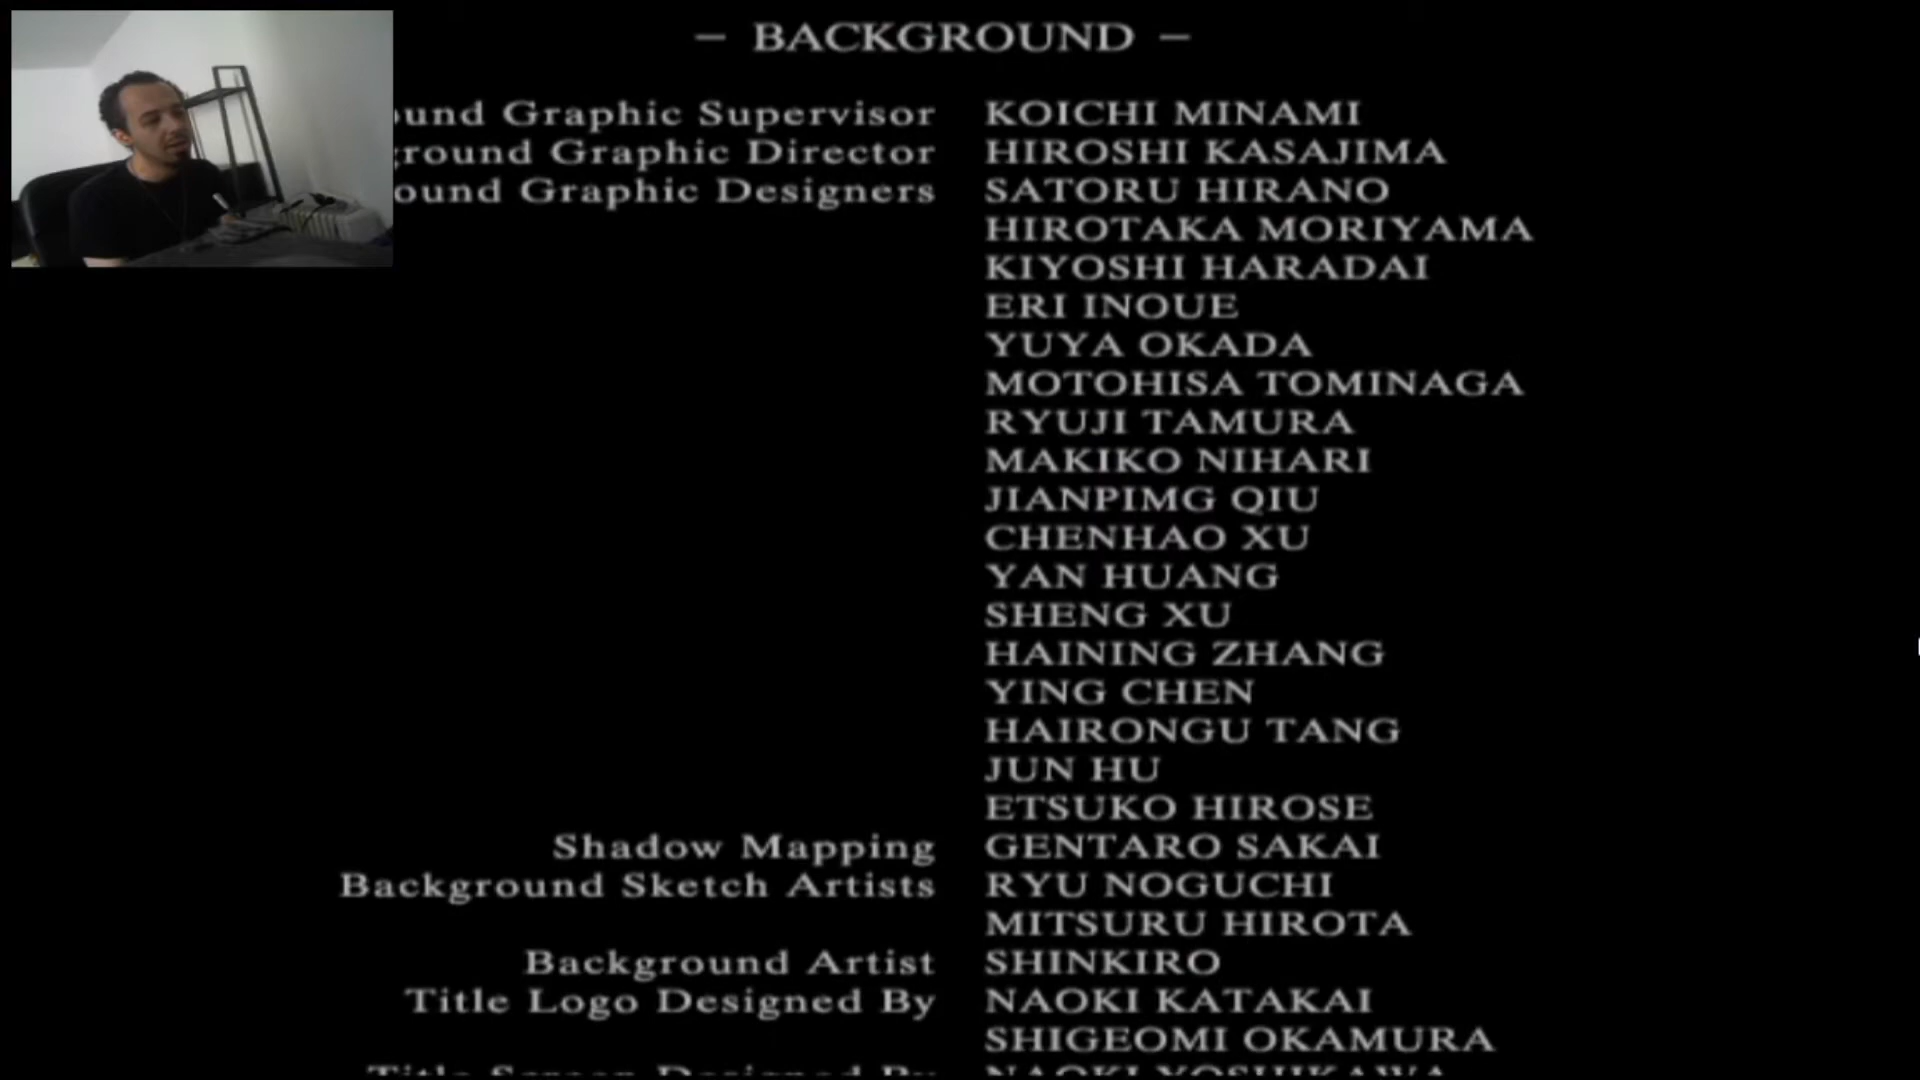 — BACKGROUND —
Graphic Supervisor KOICHI MINAMI
Graphic Director HIROSHI KASAJIMA
Graphic Designers SATORU HIRANO
HIROTAKA MORIYAMA
KIYOSHI HARADAI
ERI INOUE
YUYA OKADA
MOTOHISA TOMINAGA
RYUJI TAMURA
MAKIKO NIHARI
JIANPIMG QIU
CHENHAO XU
YAN HUANG
SHENG XU
HAINING ZHANG
YING CHEN
HAIRONGU TANG
JUN HU
ETSUKO HIROSE
Shadow Mapping GENTARO SAKAI
Background Sketch Artists RYU NOGUCHI
MITSURU HIROTA
Background Artist SHINKIRO
Title Logo Designed By NAOKI KATAKAI
SHIGEOMI OKAMURA